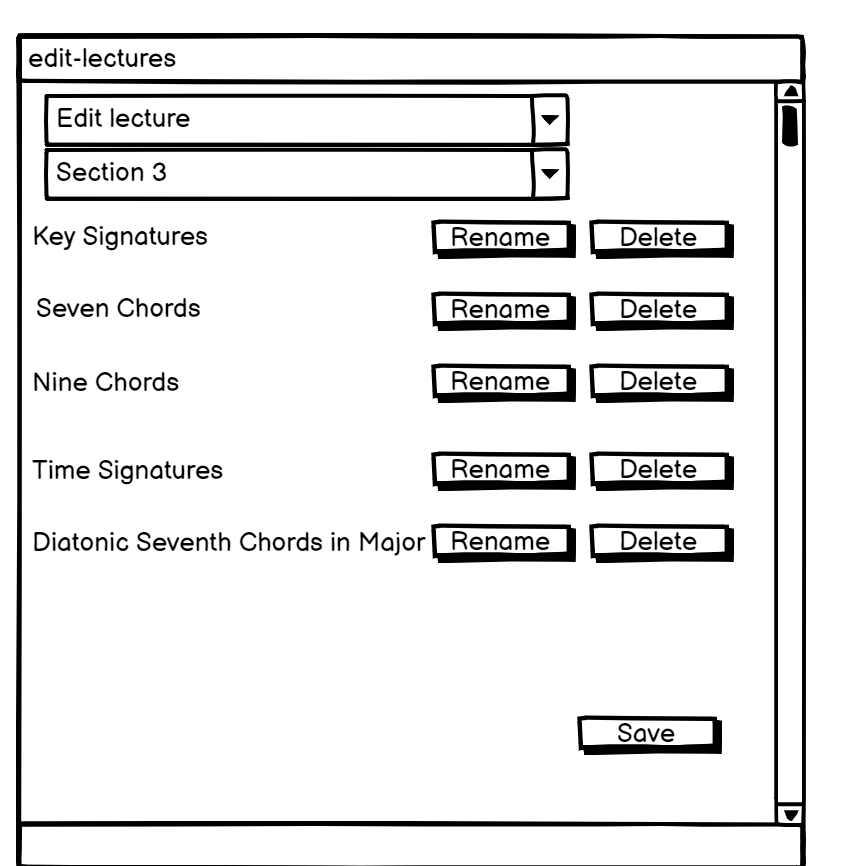 edit-lectures
Edit lecture
Section 3
Key Signatures Rename Delete
Seven Chords Rename Delete
Nine Chords Rename Delete
Time Signatures Rename Delete
Diatonic Seventh Chords in Major Rename Delete
Save